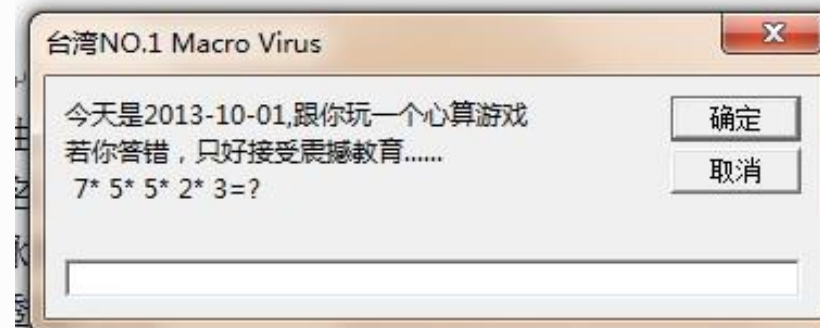 台湾NO.1 Macro Virus
今天是2013-10-01,跟你玩一个心算游戏
若你答错，只好接受震撼教育......
7* 5* 5* 2* 3=?
确定
取消